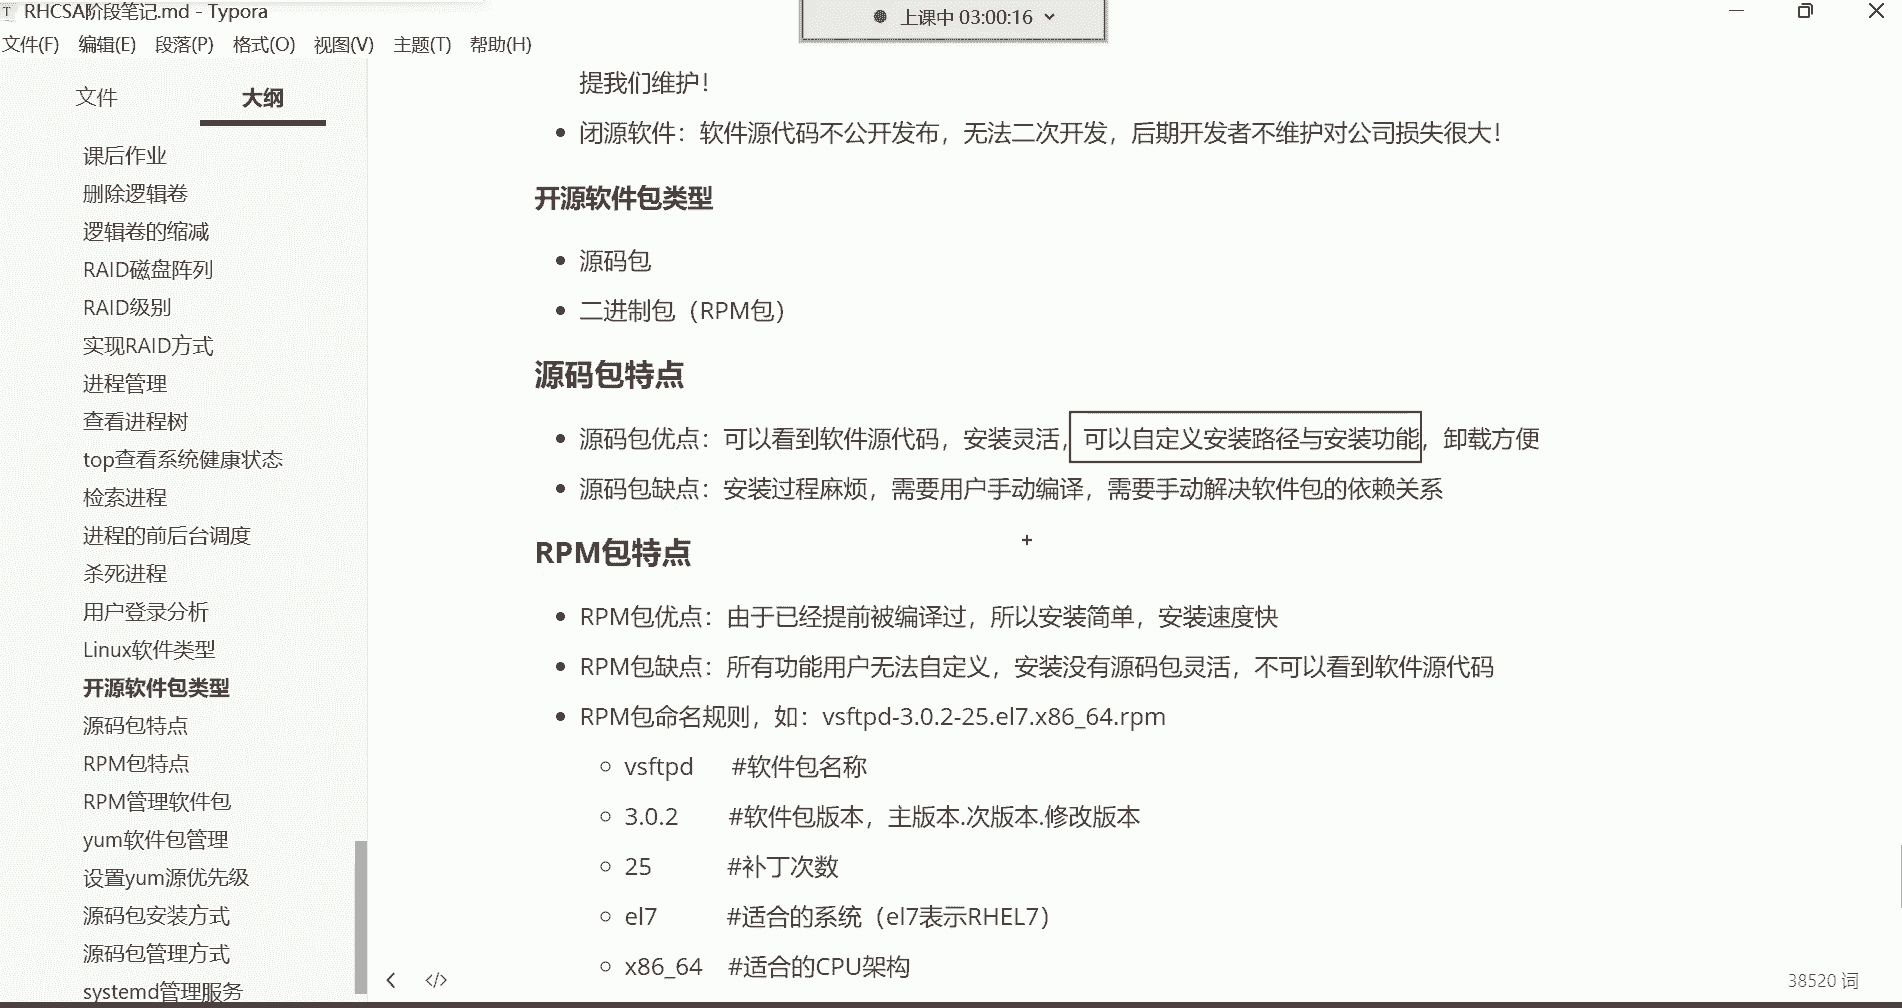 RHCSA阶段笔记.md - Typora
上课中 03:00:16
文件(F) 编辑(E) 段落(P) 格式(O) 视图(V) 主题(T) 帮助(H)
文件 大纲
课后作业
删除逻辑卷
逻辑卷的缩减
RAID磁盘阵列
RAID级别
实现RAID方式
进程管理
查看进程树
top查看系统健康状态
检索进程
进程的前后台调度
杀死进程
用户登录分析
Linux软件类型
开源软件包类型
源码包特点
RPM包特点
RPM管理软件包
yum软件包管理
设置yum源优先级
源码包安装方式
源码包管理方式
systemd管理服务
提我们维护！
闭源软件：软件源代码不公开发布，无法二次开发，后期开发者不维护对公司损失很大！
开源软件包类型
源码包
二进制包（RPM包）
源码包特点
源码包优点：可以看到软件源代码，安装灵活，可以自定义安装路径与安装功能，卸载方便
源码包缺点：安装过程麻烦，需要用户手动编译，需要手动解决软件包的依赖关系
RPM包特点
RPM包优点：由于已经提前被编译过，所以安装简单，安装速度快
RPM包缺点：所有功能用户无法自定义，安装没有源码包灵活，不可以看到软件源代码
RPM包命名规则，如：vsftpd-3.0.2-25.el7.x86_64.rpm
vsftpd #软件包名称
3.0.2 #软件包版本，主版本.次版本.修改版本
25 #补丁次数
el7 #适合的系统（el7表示RHEL7）
x86_64 #适合的CPU架构
38520 词